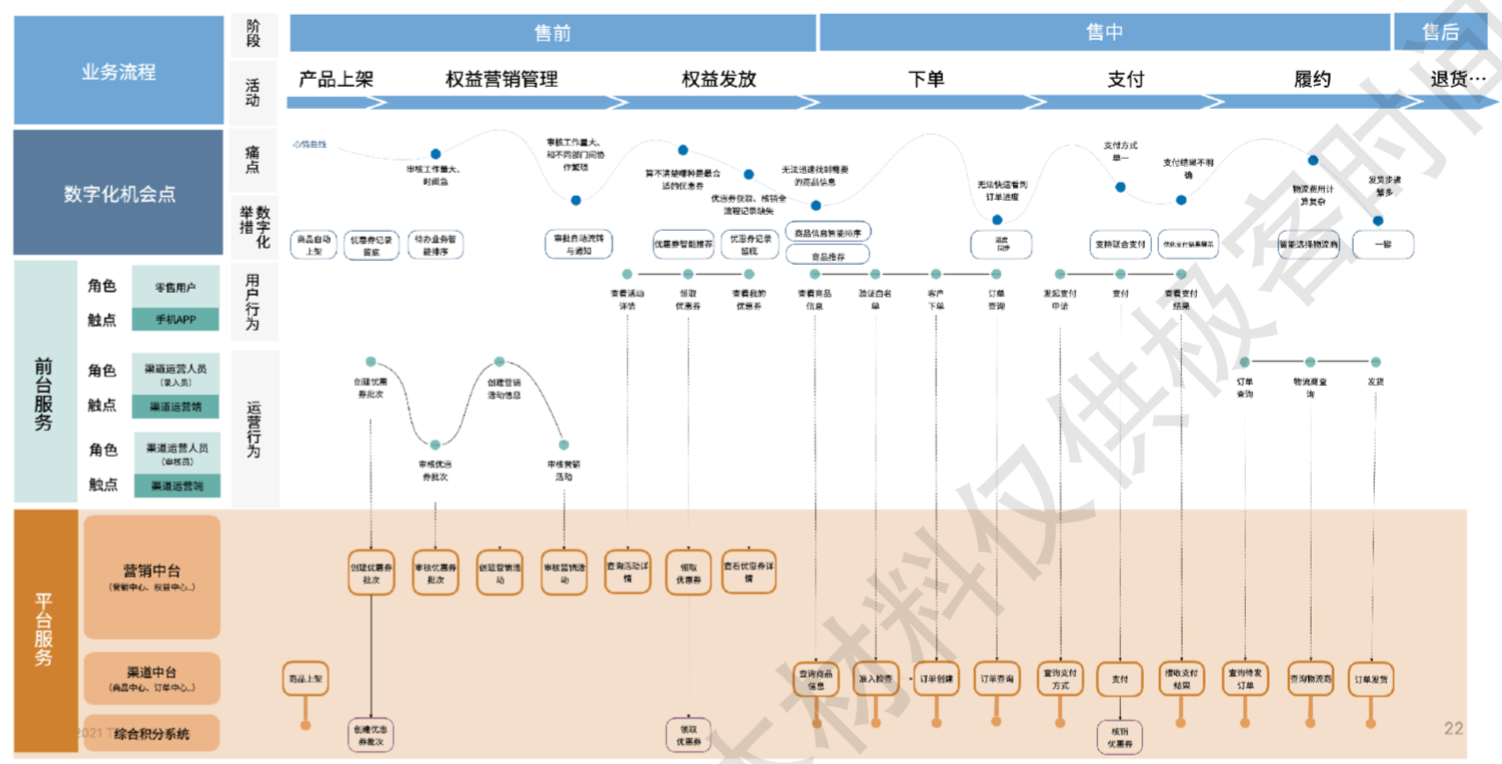 业务流程
阶
段
售前
售中
售后
活
动
产品上架
权益营销管理
权益发放
下单
支付
履约
退货…
数字化机会点
痛
点
心情曲线
审核工作量大、
时间急
审核工作量大、
和不同部门间协
作繁琐
算不清楚哪种是最合
适的优惠券
优惠券获取、核销全
流程记录缺失
无法迅速找到需要
的商品信息
无法快速看到
订单进度
支付方式
单一
支付结果不明
确
物流费用计
算复杂
发货步骤
繁多
数字化
举措
商品自动
上架
优惠券记录
留底
待办业务智
能排序
审批自动流转
与通知
优惠券智能推荐
优惠券记录
留底
商品信息智能排序
商品推荐
进度
同步
支持联合支付
优化支付结果展示
智能选择物流商
一键
前台服务
角色
零售用户
触点
手机APP
用户行为
查看活动
详情
领取
优惠券
查看我的
优惠券
查看商品
信息
验证白名
单
客户
下单
订单
查询
发起支付
申请
支付
查看支付
结果
角色
渠道运营人员
(录入员)
触点
渠道运营端
角色
渠道运营人员
(审核员)
触点
渠道运营端
运营行为
创建优惠
券批次
审核优惠
券批次
创建营销
活动信息
审核营销
活动
订单
查询
物流商查
询
发货
平台服务
营销中台
(营销中心、权益中心...)
创建优惠券
批次
审核优惠券
批次
创建营销活
动
审核营销活
动
查询活动详
情
领取
优惠券
查看优惠券详
情
渠道中台
(商品中心、订单中心...)
商品上架
查询商品
信息
准入检查
订单创建
订单查询
查询支付
方式
支付
接收支付
结果
查询待发
订单
查询物流商
订单发货
综合积分系统
2021 T
创建优惠
券批次
领取
优惠券
核销
优惠券
22
材料仅供极客时间